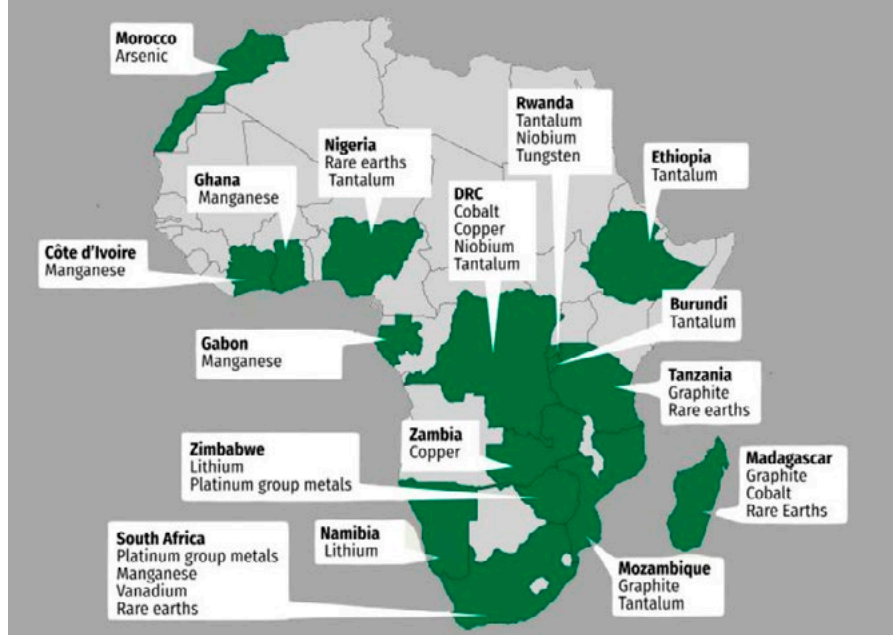 Morocco
Arsenic
Rwanda
Tantalum
Niobium
Tungsten
Nigeria
Rare earths
Tantalum
Ethiopia
Tantalum
Ghana
Manganese
DRC
Cobalt
Copper
Niobium
Tantalum
Côte d'Ivoire
Manganese
Burundi
Tantalum
Gabon
Manganese
Tanzania
Graphite
Rare earths
Zambia
Copper
Zimbabwe
Lithium
Platinum group metals
Madagascar
Graphite
Cobalt
Rare Earths
South Africa
Platinum group metals
Manganese
Vanadium
Rare earths
Namibia
Lithium
Mozambique
Graphite
Tantalum